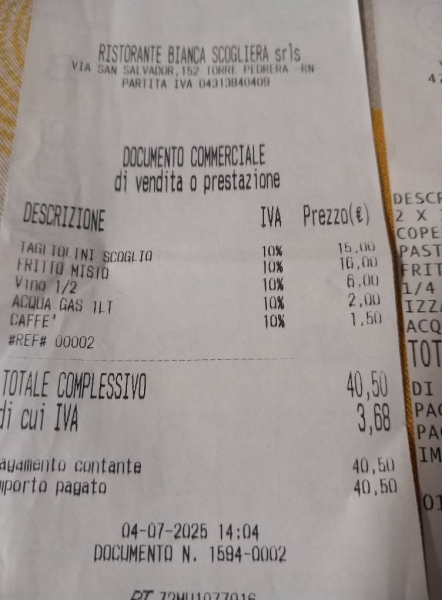 RISTORANTE BIANCA SCOGLIERA srls
VIA SAN SALVADOR,152 TORRE PEDRERA -RN-
PARTITA IVA 04313840409
DOCUMENTO COMMERCIALE
di vendita o prestazione
DESCRIZIONE IVA Prezzo(€)
TAGLIOLINI SCOGLIO 10% 15,00
FRITTO MISTO 10% 16,00
Vino 1/2 10% 6,00
ACQUA GAS 1LT 10% 2,00
CAFFE' 10% 1,50
#REF# 00002
TOTALE COMPLESSIVO 40,50
di cui IVA 3,68
agamento contante 40,50
mporto pagato 40,50
04-07-2025 14:04
DOCUMENTO N. 1584-0002
47
DESCR
2 X
COPE
PAST
FRIT
1/4
IZZA
ACQ
TOT
DI
PAG
PAG
IM